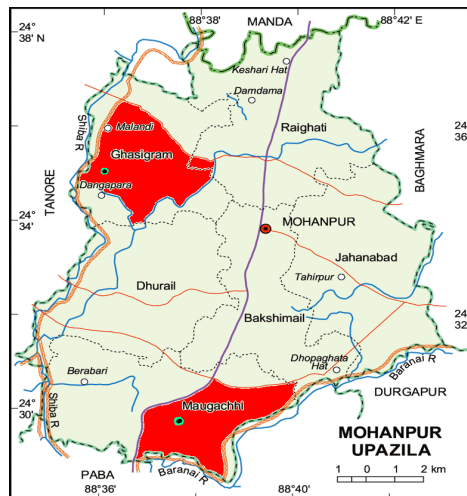 88° 38'
MANDA
88° 42' E
24°
38' N
Keshari Hat
Damdama
Shiba R
Malandi
Raighati
24
36
Ghasigram
BAGHMARA
TANORE
Dangapara
24°
34'
MOHANPUR
Jahanabad
Tahirpur
Dhurail
24
32
Bakshimail
Dhopaghata
Hat
Baranai R
Berabari
DURGAPUR
Shiba R
24°
30'
Maugachhl
MOHANPUR
UPAZILA
Baranai R
PABA
1 0 1 2 km
88° 36'
88° 40'